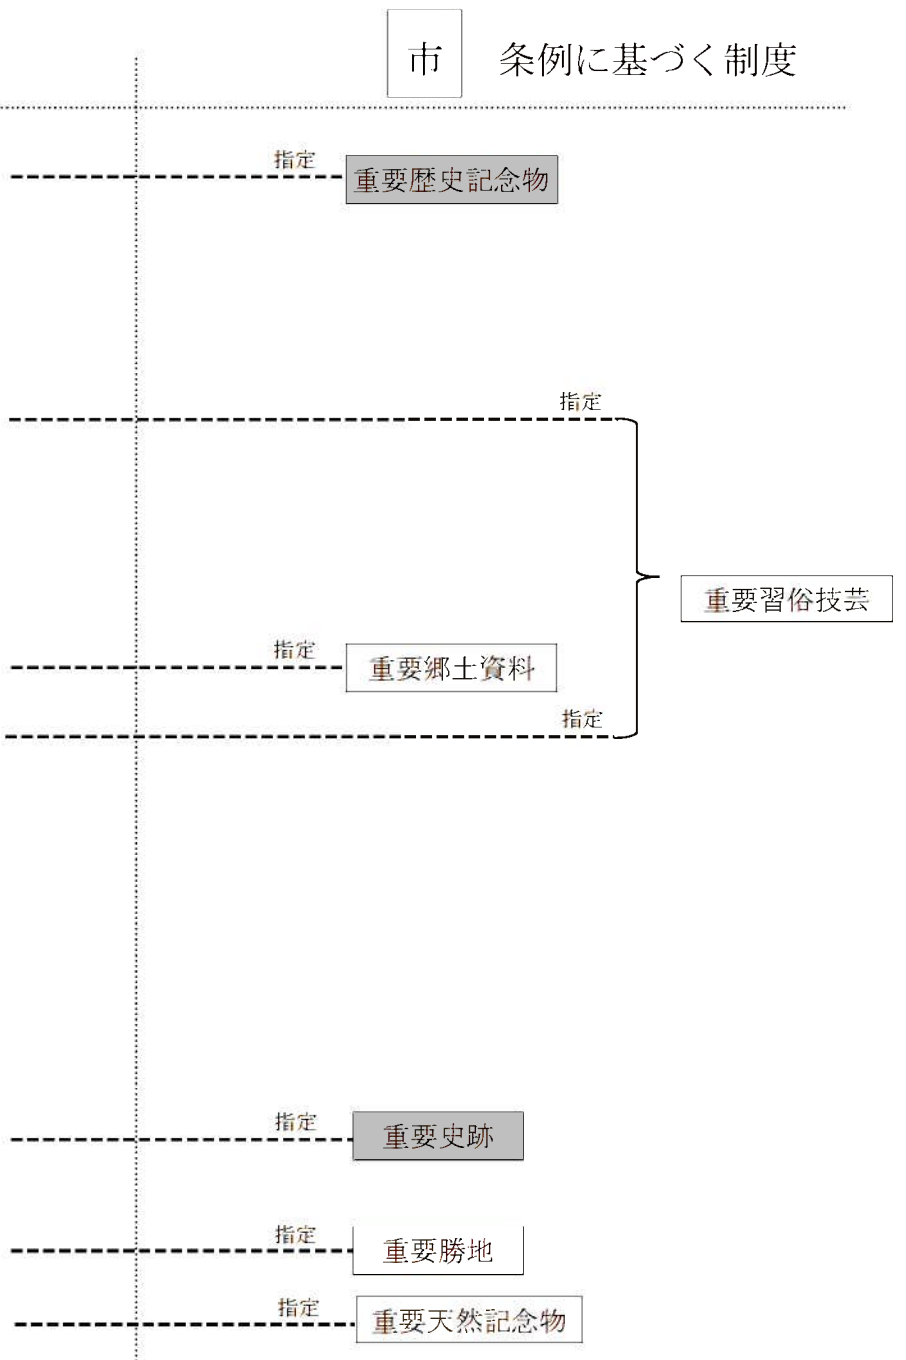 市 条例に基づく制度
指定
重要歴史記念物
指定
重要習俗技芸
指定
重要郷土資料
指定
指定
重要史跡
指定
重要勝地
指定
重要天然記念物